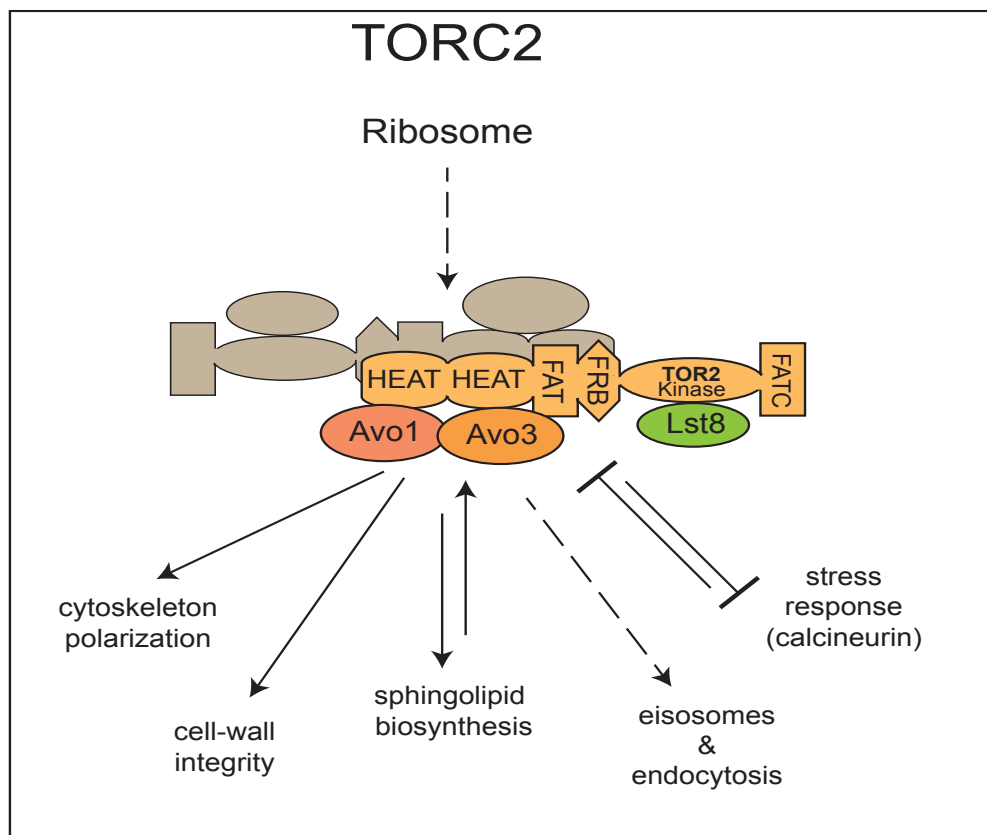 TORC2
Ribosome
HEAT
HEAT
FAT
FRB
TOR2
Kinase
FATC
Avo1
Avo3
Lst8
cytoskeleton
polarization
cell-wall
integrity
sphingolipid
biosynthesis
eisosomes
&
endocytosis
stress
response
(calcineurin)